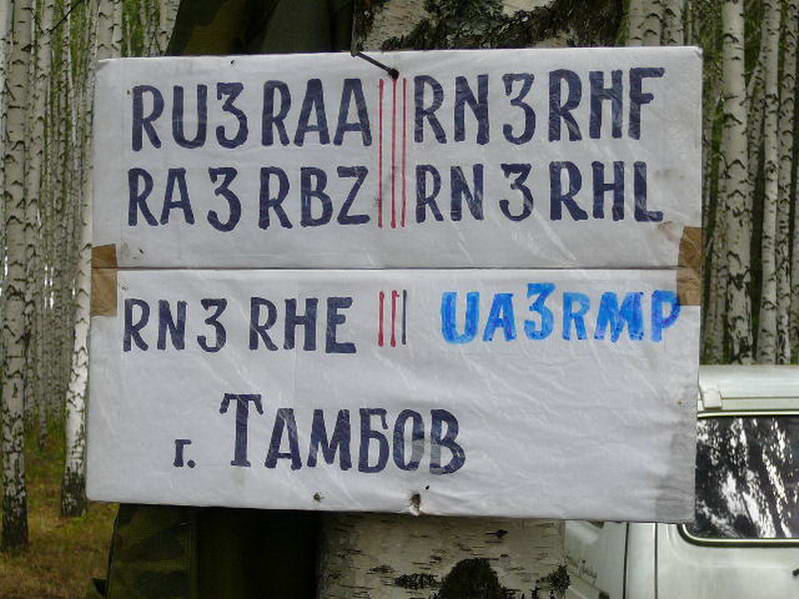 RU3RAA RN3RHF
RA3RBZ RN3RHL
RN3RHE UA3RMP
г. Тамбов